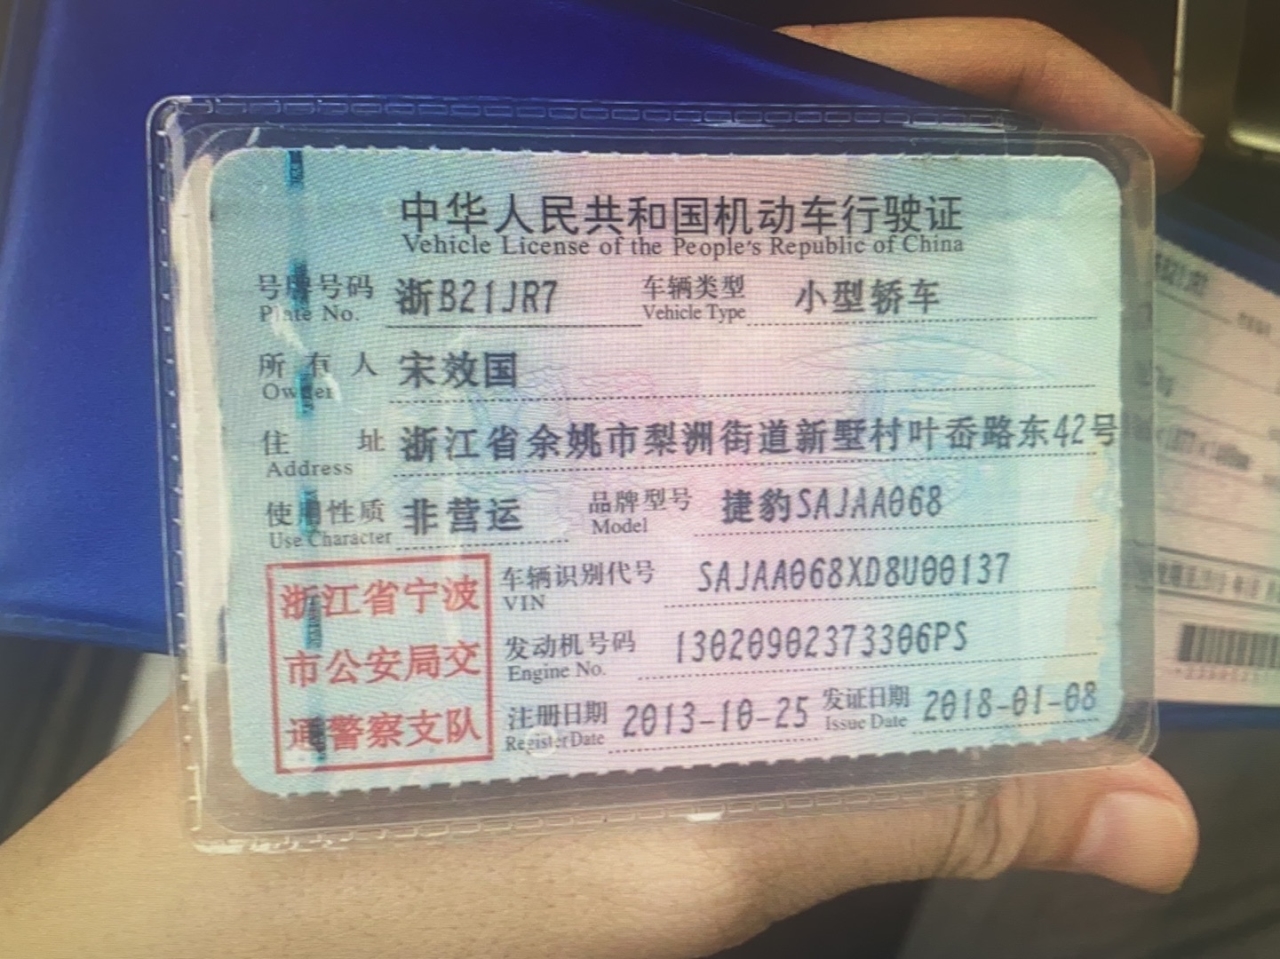 中华人民共和国机动车行驶证
Vehicle License of the People's Republic of China
号牌号码 浙B21JR7 车辆类型 小型轿车
Plate No. Vehicle Type
所有人 宋效国
Owner
住址 浙江省余姚市梨洲街道新墅村叶岙路东42号
Address
使用性质 非营运 品牌型号 捷豹SAJAA068
Use Character Model
浙江省宁波
市公安局交
通警察支队
车辆识别代号 SAJAA068XD8U00137
VIN
发动机号码 13020902373306PS
Engine No.
注册日期 2013-10-25 发证日期 2018-01-08
Register Date Issue Date